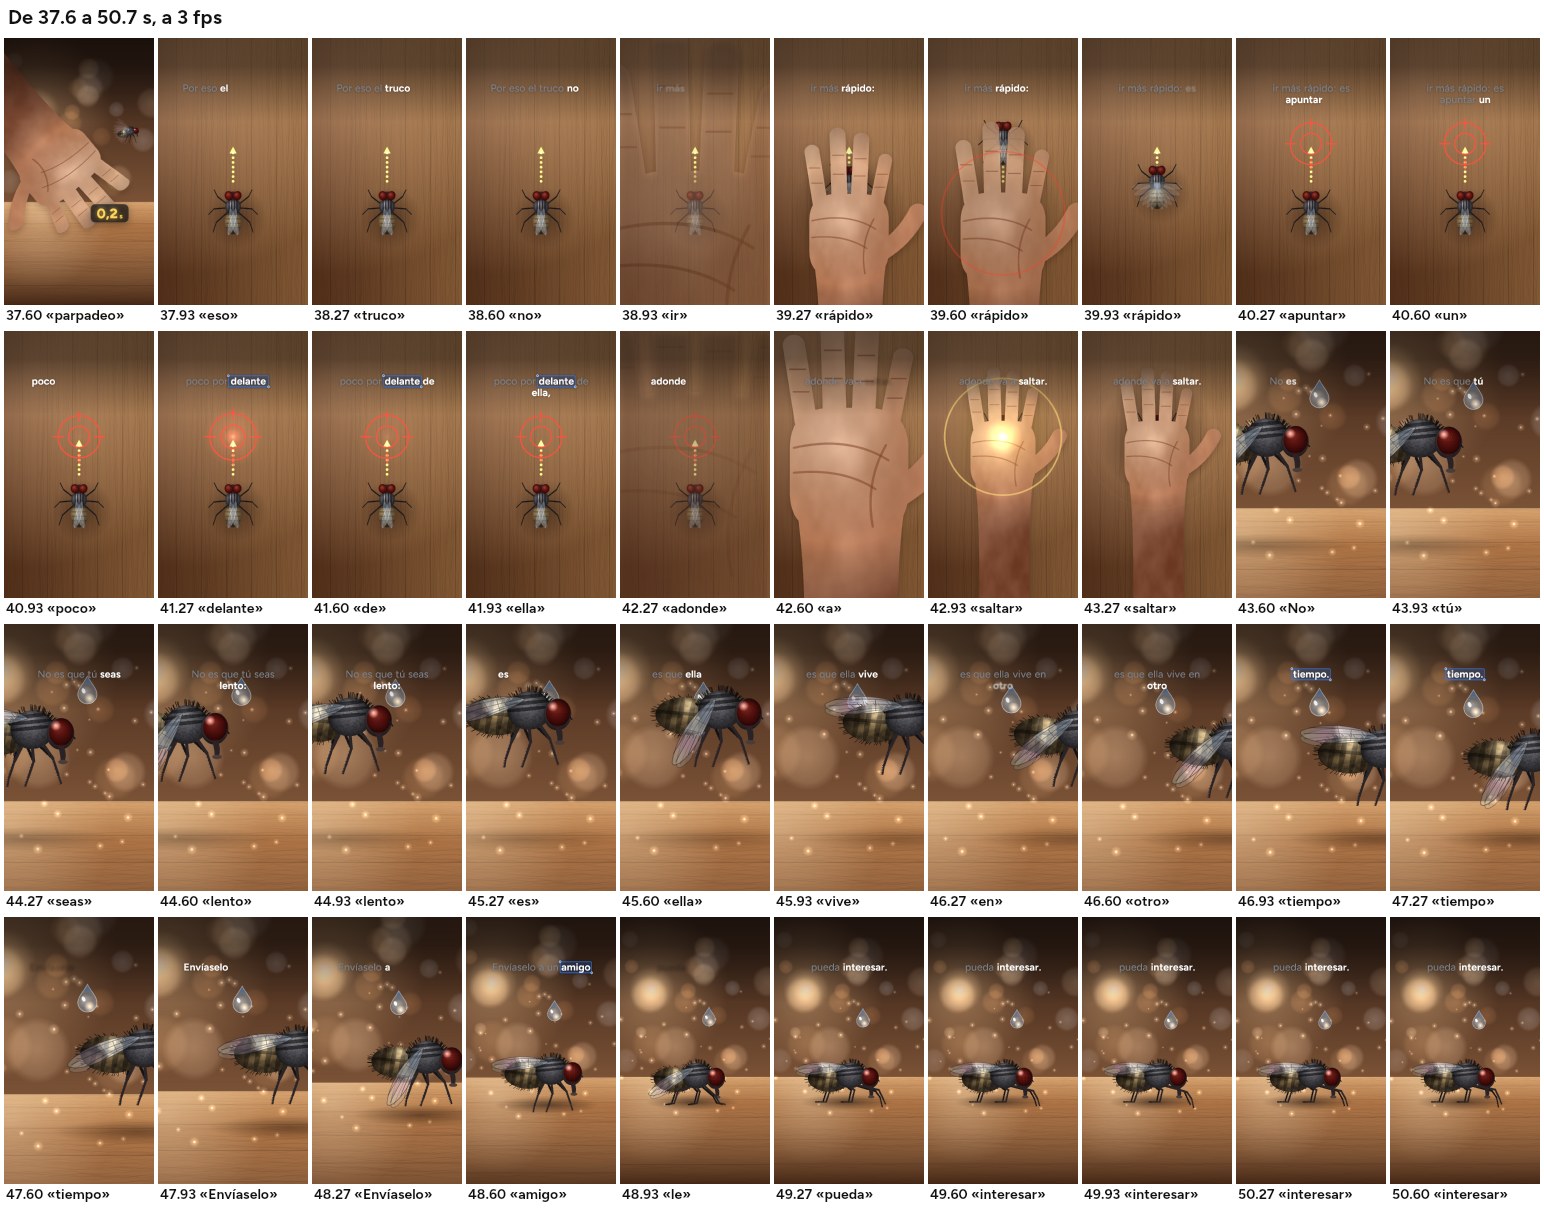 De 37.6 a 50.7 s, a 3 fps
0,2 s
Por eso el
Por eso el truco
Por eso el truco no
ir más
ir más rápido:
ir más rápido:
ir más rápido: es
ir más rápido: es
apuntar
ir más rápido: es
apuntar un
37.60 «parpadeo»
37.93 «eso»
38.27 «truco»
38.60 «no»
38.93 «ir»
39.27 «rápido»
39.60 «rápido»
39.93 «rápido»
40.27 «apuntar»
40.60 «un»
poco
poco por delante
poco por delante de
poco por delante de
ella,
adonde
adonde va a
adonde va a saltar.
adonde va a saltar.
No es
No es que tú
40.93 «poco»
41.27 «delante»
41.60 «de»
41.93 «ella»
42.27 «adonde»
42.60 «a»
42.93 «saltar»
43.27 «saltar»
43.60 «No»
43.93 «tú»
No es que tú seas
No es que tú seas
lento:
No es que tú seas
lento:
es
es que ella
es que ella vive
es que ella vive en
otro
es que ella vive en
otro
tiempo.
tiempo.
44.27 «seas»
44.60 «lento»
44.93 «lento»
45.27 «es»
45.60 «ella»
45.93 «vive»
46.27 «en»
46.60 «otro»
46.93 «tiempo»
47.27 «tiempo»
Envíaselo
Envíaselo a
Envíaselo a un amigo
pueda interesar.
pueda interesar.
pueda interesar.
pueda interesar.
pueda interesar.
47.60 «tiempo»
47.93 «Envíaselo»
48.27 «Envíaselo»
48.60 «amigo»
48.93 «le»
49.27 «pueda»
49.60 «interesar»
49.93 «interesar»
50.27 «interesar»
50.60 «interesar»